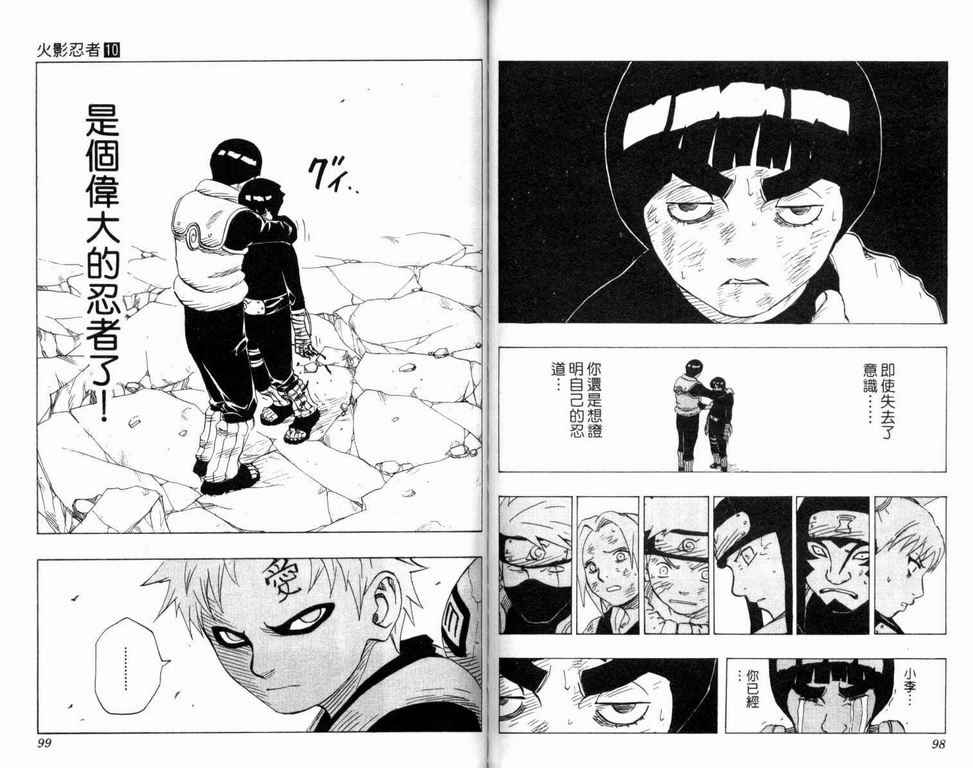 即使失去了
意識……
你還是想證
明自己的忍
道…
小李…
你已經
…
98
火影忍者10
是個偉大的忍者了！
グイ..
愛
…………
99